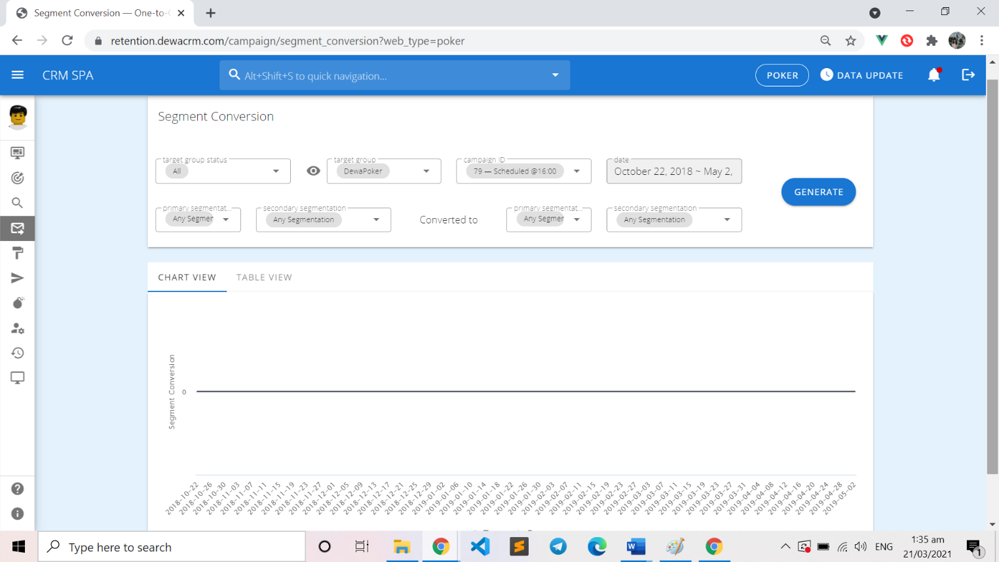 Segment Conversion — One-to-
retention.dewacrm.com/campaign/segment_conversion?web_type=poker
CRM SPA
Alt+Shift+S to quick navigation...
POKER
DATA UPDATE
Segment Conversion
target group status
All
target group
DewaPoker
campaign ID
79 — Scheduled @16:00
date
October 22, 2018 ~ May 2,
GENERATE
primary segmentat...
Any Segmer
secondary segmentation
Any Segmentation
Converted to
primary segmentat...
Any Segmer
secondary segmentation
Any Segmentation
CHART VIEW
TABLE VIEW
Segment Conversion
0
2018-10-22
2018-10-26
2018-10-30
2018-11-03
2018-11-07
2018-11-11
2018-11-15
2018-11-19
2018-11-23
2018-11-27
2018-12-01
2018-12-05
2018-12-09
2018-12-13
2018-12-17
2018-12-21
2018-12-25
2018-12-29
2019-01-02
2019-01-06
2019-01-10
2019-01-14
2019-01-18
2019-01-22
2019-01-26
2019-01-30
2019-02-03
2019-02-07
2019-02-11
2019-02-15
2019-02-19
2019-02-23
2019-02-27
2019-03-03
2019-03-07
2019-03-11
2019-03-15
2019-03-19
2019-03-23
2019-03-27
2019-03-31
2019-04-04
2019-04-08
2019-04-12
2019-04-16
2019-04-20
2019-04-24
2019-04-28
2019-05-02
Type here to search
ENG
1:35 am
21/03/2021
1